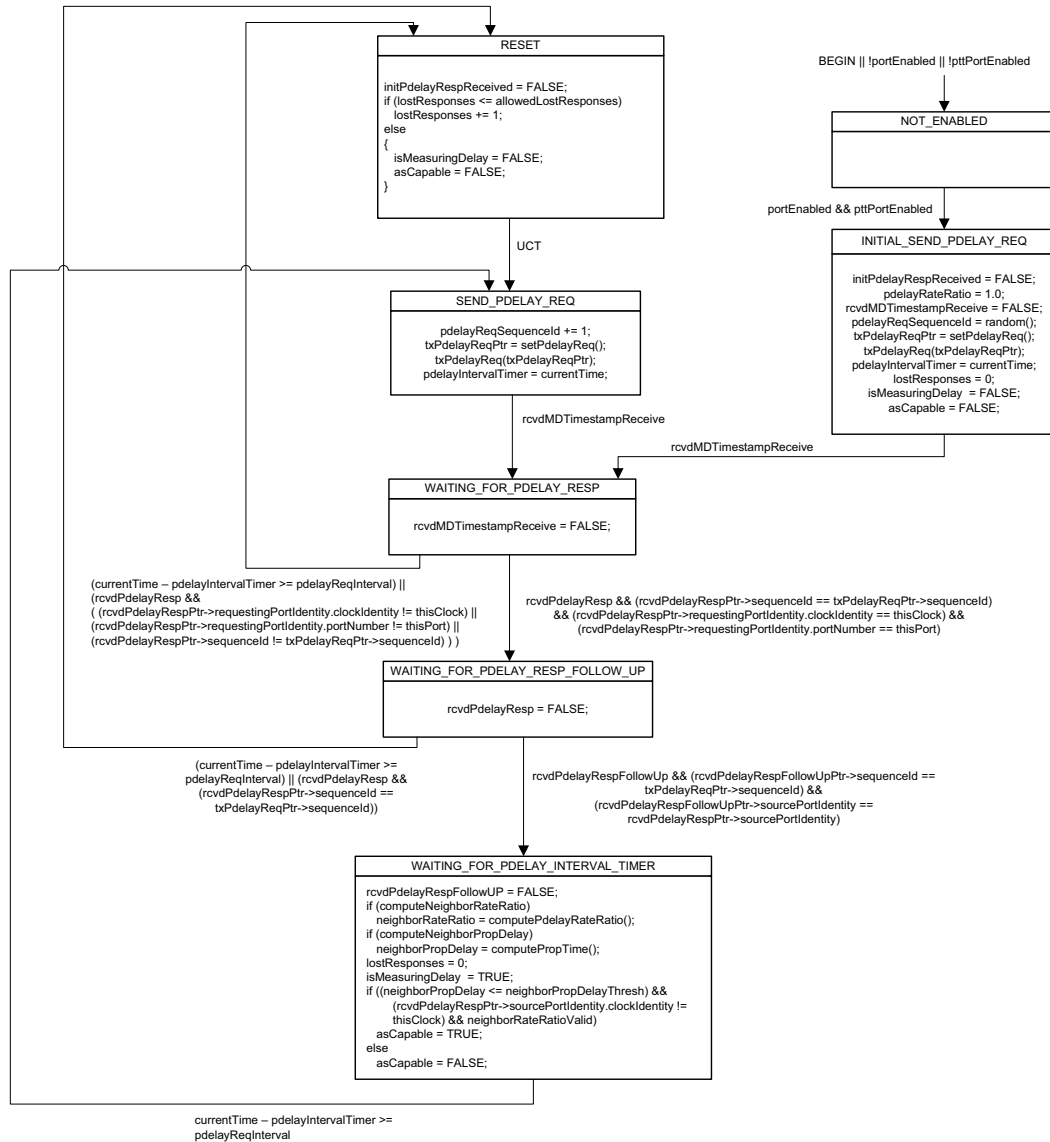 RESET
initPdelayRespReceived = FALSE;
if (lostResponses <= allowedLostResponses)
lostResponses += 1;
else
{
isMeasuringDelay = FALSE;
asCapable = FALSE;
}
BEGIN || !portEnabled || !pttPortEnabled
NOT_ENABLED
portEnabled && pttPortEnabled
UCT
INITIAL_SEND_PDELAY_REQ
initPdelayRespReceived = FALSE;
pdelayRateRatio = 1.0;
rcvdMDTimestampReceive = FALSE;
pdelayReqSequenceId = random();
txPdelayReqPtr = setPdelayReq();
txPdelayReq(txPdelayReqPtr);
pdelayIntervalTimer = currentTime;
lostResponses = 0;
isMeasuringDelay  = FALSE;
asCapable = FALSE;
SEND_PDELAY_REQ
pdelayReqSequenceId += 1;
txPdelayReqPtr = setPdelayReq();
txPdelayReq(txPdelayReqPtr);
pdelayIntervalTimer = currentTime;
rcvdMDTimestampReceive
rcvdMDTimestampReceive
WAITING_FOR_PDELAY_RESP
rcvdMDTimestampReceive = FALSE;
(currentTime – pdelayIntervalTimer >= pdelayReqInterval) ||
(rcvdPdelayResp &&
( (rcvdPdelayRespPtr->requestingPortIdentity.clockIdentity != thisClock) ||
(rcvdPdelayRespPtr->requestingPortIdentity.portNumber != thisPort) ||
(rcvdPdelayRespPtr->sequenceId != txPdelayReqPtr->sequenceId) ) )
rcvdPdelayResp && (rcvdPdelayRespPtr->sequenceId == txPdelayReqPtr->sequenceId)
&& (rcvdPdelayRespPtr->requestingPortIdentity.clockIdentity == thisClock) &&
(rcvdPdelayRespPtr->requestingPortIdentity.portNumber == thisPort)
WAITING_FOR_PDELAY_RESP_FOLLOW_UP
rcvdPdelayResp = FALSE;
(currentTime – pdelayIntervalTimer >=
pdelayReqInterval) || (rcvdPdelayResp &&
(rcvdPdelayRespPtr->sequenceId ==
txPdelayReqPtr->sequenceId))
rcvdPdelayRespFollowUp && (rcvdPdelayRespFollowUpPtr->sequenceId ==
txPdelayReqPtr->sequenceId) &&
(rcvdPdelayRespFollowUpPtr->sourcePortIdentity ==
rcvdPdelayRespPtr->sourcePortIdentity)
WAITING_FOR_PDELAY_INTERVAL_TIMER
rcvdPdelayRespFollowUP = FALSE;
if (computeNeighborRateRatio)
neighborRateRatio = computePdelayRateRatio();
if (computeNeighborPropDelay)
neighborPropDelay = computePropTime();
lostResponses = 0;
isMeasuringDelay  = TRUE;
if ((neighborPropDelay <= neighborPropDelayThresh) &&
(rcvdPdelayRespPtr->sourcePortIdentity.clockIdentity !=
thisClock) && neighborRateRatioValid)
asCapable = TRUE;
else
asCapable = FALSE;
currentTime – pdelayIntervalTimer >=
pdelayReqInterval